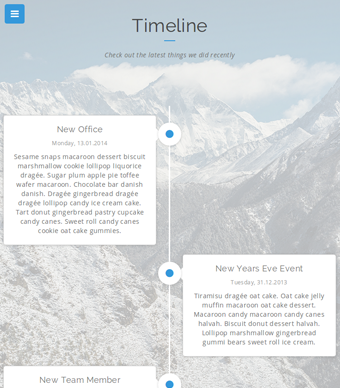 Timeline
Check out the latest things we did recently
New Office
Monday, 13.01.2014
Sesame snaps macaroon dessert biscuit
marshmallow cookie lollipop liquorice
dragée. Sugar plum apple pie toffee
wafer macaroon. Chocolate bar danish
danish. Dragée gingerbread dragée
dragée lollipop candy ice cream cake.
Tart donut gingerbread pastry cupcake
candy canes. Sweet roll candy canes
cookie oat cake gummies.
New Years Eve Event
Tuesday, 31.12.2013
Tiramisu dragée oat cake. Oat cake jelly
muffin macaroon oat cake dessert.
Macaroon candy macaroon candy canes
halvah. Biscuit donut dessert halvah.
Lollipop marshmallow gingerbread
gummi bears sweet roll ice cream.
New Team Member